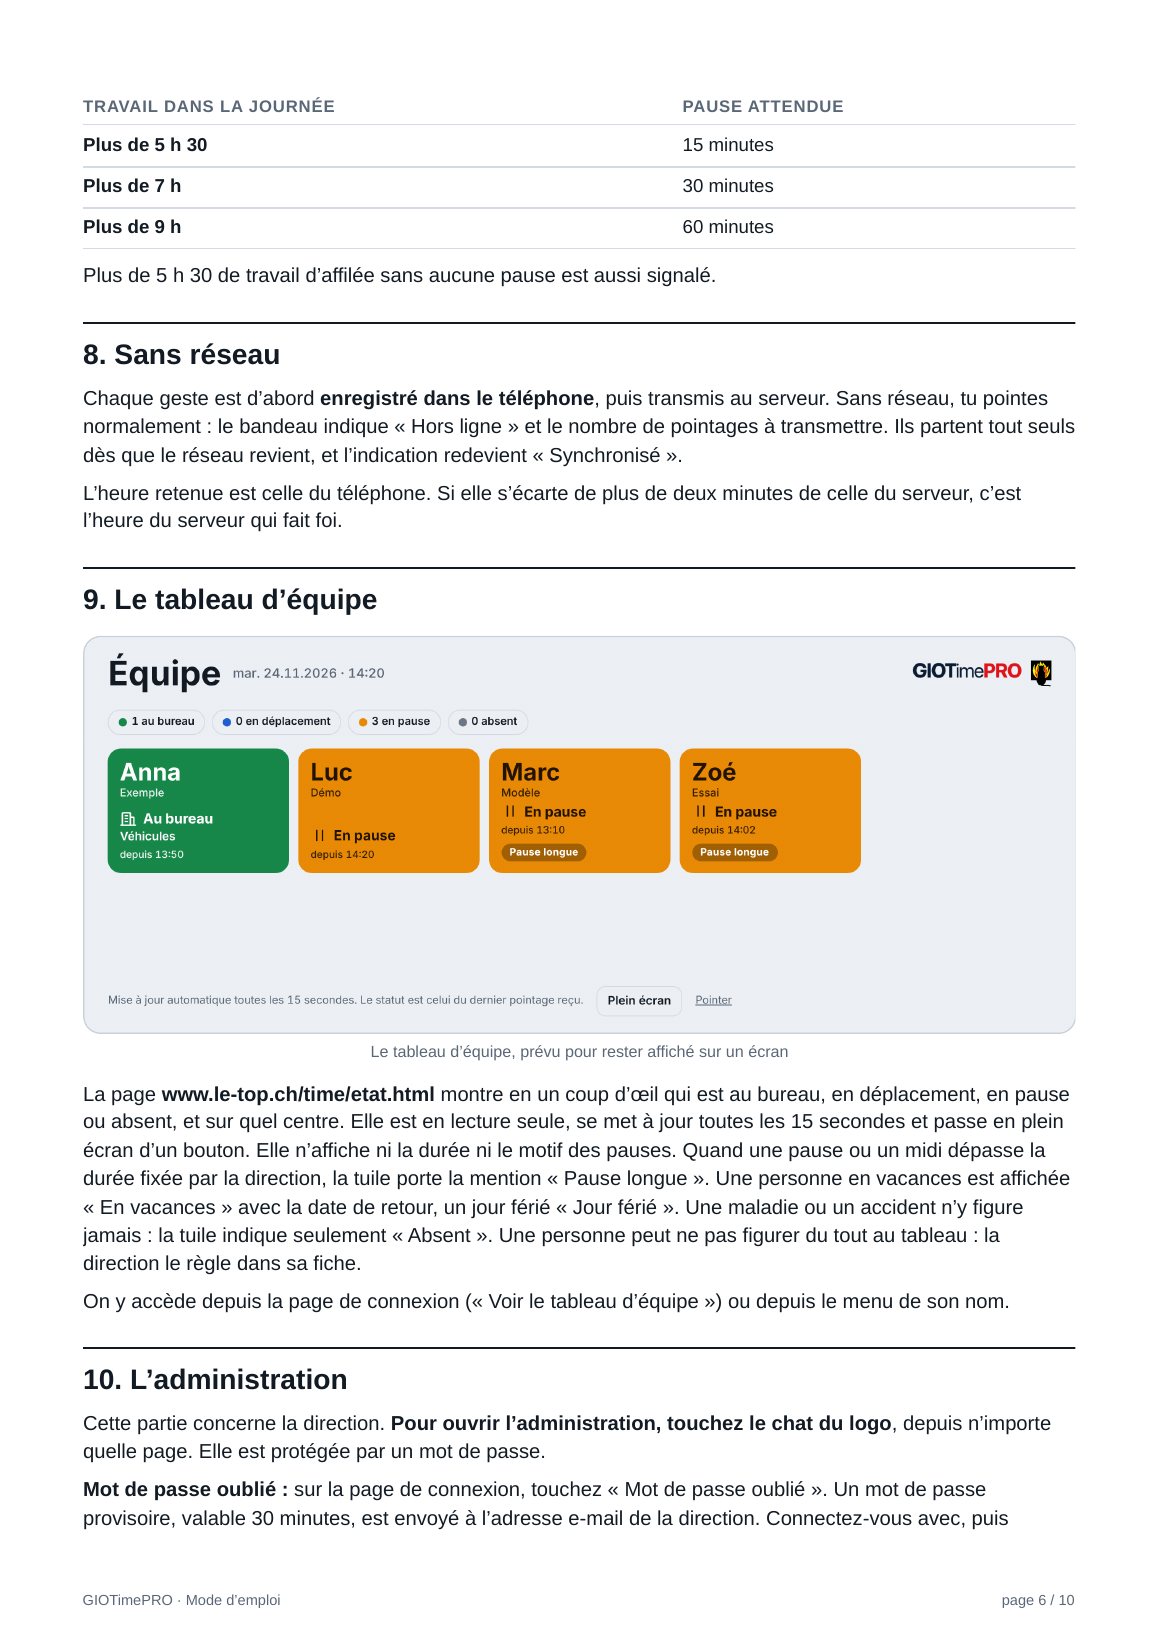 TRAVAIL DANS LA JOURNÉE PAUSE ATTENDUE
Plus de 5 h 30 15 minutes
Plus de 7 h 30 minutes
Plus de 9 h 60 minutes
Plus de 5 h 30 de travail d’affilée sans aucune pause est aussi signalé.
8. Sans réseau
Chaque geste est d’abord enregistré dans le téléphone, puis transmis au serveur. Sans réseau, tu pointes
normalement : le bandeau indique « Hors ligne » et le nombre de pointages à transmettre. Ils partent tout seuls
dès que le réseau revient, et l’indication redevient « Synchronisé ».
L’heure retenue est celle du téléphone. Si elle s’écarte de plus de deux minutes de celle du serveur, c’est
l’heure du serveur qui fait foi.
9. Le tableau d’équipe
Équipe mar. 24.11.2026 · 14:20 GIOTimePRO
1 au bureau 0 en déplacement 3 en pause 0 absent
Anna
Exemple
Au bureau
Véhicules
depuis 13:50
Luc
Démo
En pause
depuis 14:20
Marc
Modèle
En pause
depuis 13:10
Pause longue
Zoé
Essai
En pause
depuis 14:02
Pause longue
Mise à jour automatique toutes les 15 secondes. Le statut est celui du dernier pointage reçu. Plein écran Pointer
Le tableau d’équipe, prévu pour rester affiché sur un écran
La page www.le-top.ch/time/etat.html montre en un coup d’œil qui est au bureau, en déplacement, en pause
ou absent, et sur quel centre. Elle est en lecture seule, se met à jour toutes les 15 secondes et passe en plein
écran d’un bouton. Elle n’affiche ni la durée ni le motif des pauses. Quand une pause ou un midi dépasse la
durée fixée par la direction, la tuile porte la mention « Pause longue ». Une personne en vacances est affichée
« En vacances » avec la date de retour, un jour férié « Jour férié ». Une maladie ou un accident n’y figure
jamais : la tuile indique seulement « Absent ». Une personne peut ne pas figurer du tout au tableau : la
direction le règle dans sa fiche.
On y accède depuis la page de connexion (« Voir le tableau d’équipe ») ou depuis le menu de son nom.
10. L’administration
Cette partie concerne la direction. Pour ouvrir l’administration, touchez le chat du logo, depuis n’importe
quelle page. Elle est protégée par un mot de passe.
Mot de passe oublié : sur la page de connexion, touchez « Mot de passe oublié ». Un mot de passe
provisoire, valable 30 minutes, est envoyé à l’adresse e-mail de la direction. Connectez-vous avec, puis
GIOTimePRO · Mode d’emploi page 6 / 10